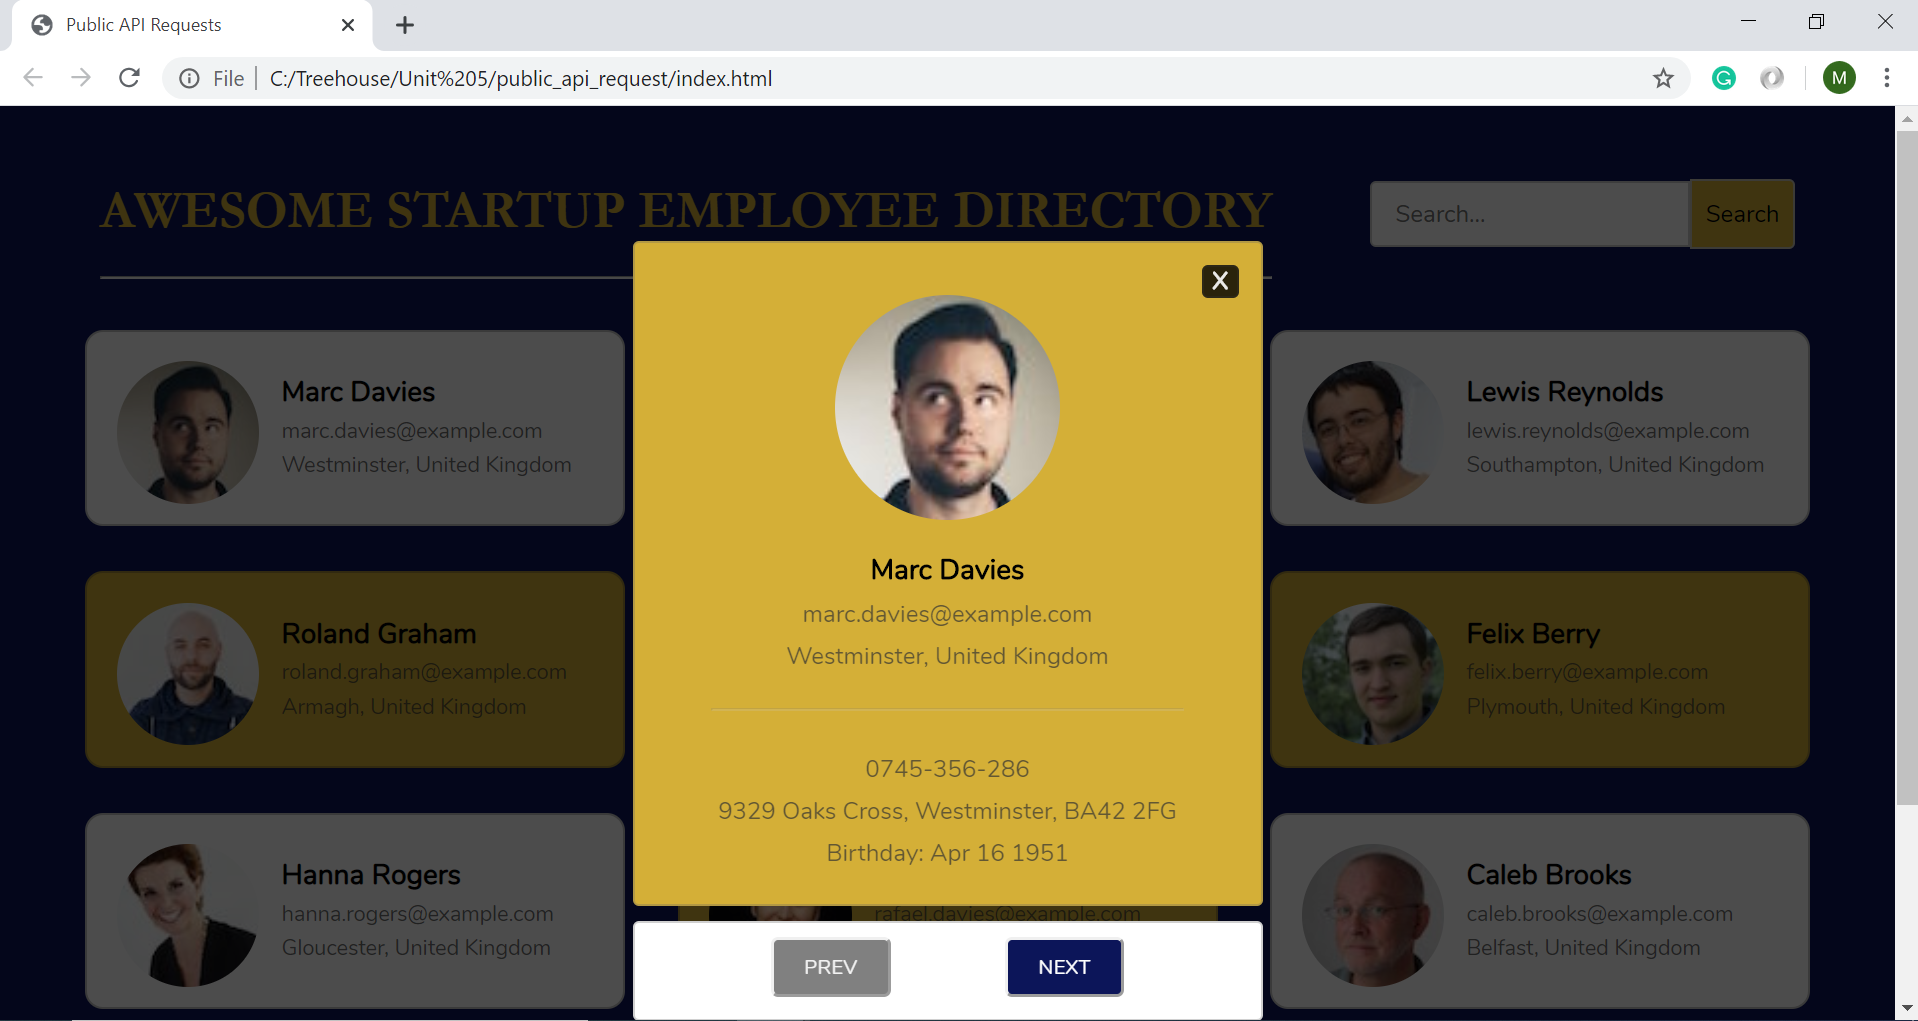 Public API Requests
File
C:/Treehouse/Unit%205/public_api_request/index.html
M
AWESOME STARTUP EMPLOYEE DIRECTORY
Search...
Search
X
Marc Davies
marc.davies@example.com
Westminster, United Kingdom
Lewis Reynolds
lewis.reynolds@example.com
Southampton, United Kingdom
Marc Davies
marc.davies@example.com
Westminster, United Kingdom
0745-356-286
9329 Oaks Cross, Westminster, BA42 2FG
Birthday: Apr 16 1951
Roland Graham
roland.graham@example.com
Armagh, United Kingdom
Felix Berry
felix.berry@example.com
Plymouth, United Kingdom
Hanna Rogers
hanna.rogers@example.com
Gloucester, United Kingdom
rafael.davies@example.com
Caleb Brooks
caleb.brooks@example.com
Belfast, United Kingdom
PREV
NEXT